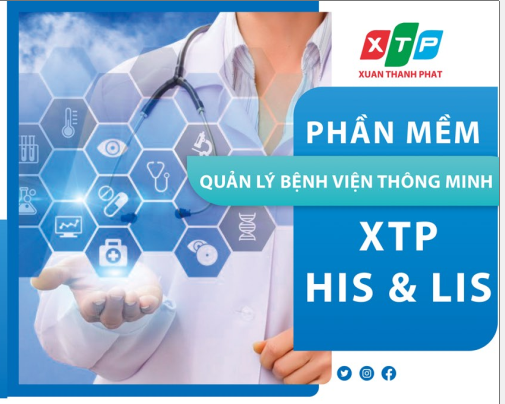 XTP
XUAN THANH PHAT
PHẦN MỀM
QUẢN LÝ BỆNH VIỆN THÔNG MINH
XTP
HIS & LIS